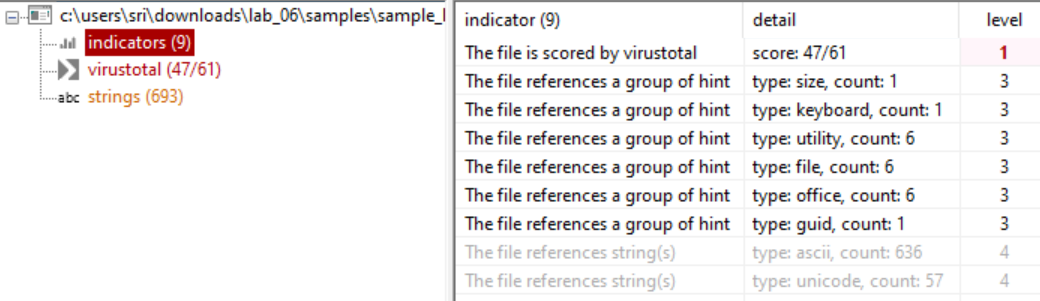 c:\users\sri\downloads\lab_06\samples\sample_
indicators (9)
virustotal (47/61)
abc strings (693)
indicator (9) detail level
The file is scored by virustotal score: 47/61 1
The file references a group of hint type: size, count: 1 3
The file references a group of hint type: keyboard, count: 1 3
The file references a group of hint type: utility, count: 6 3
The file references a group of hint type: file, count: 6 3
The file references a group of hint type: office, count: 6 3
The file references a group of hint type: guid, count: 1 3
The file references string(s) type: ascii, count: 636 4
The file references string(s) type: unicode, count: 57 4